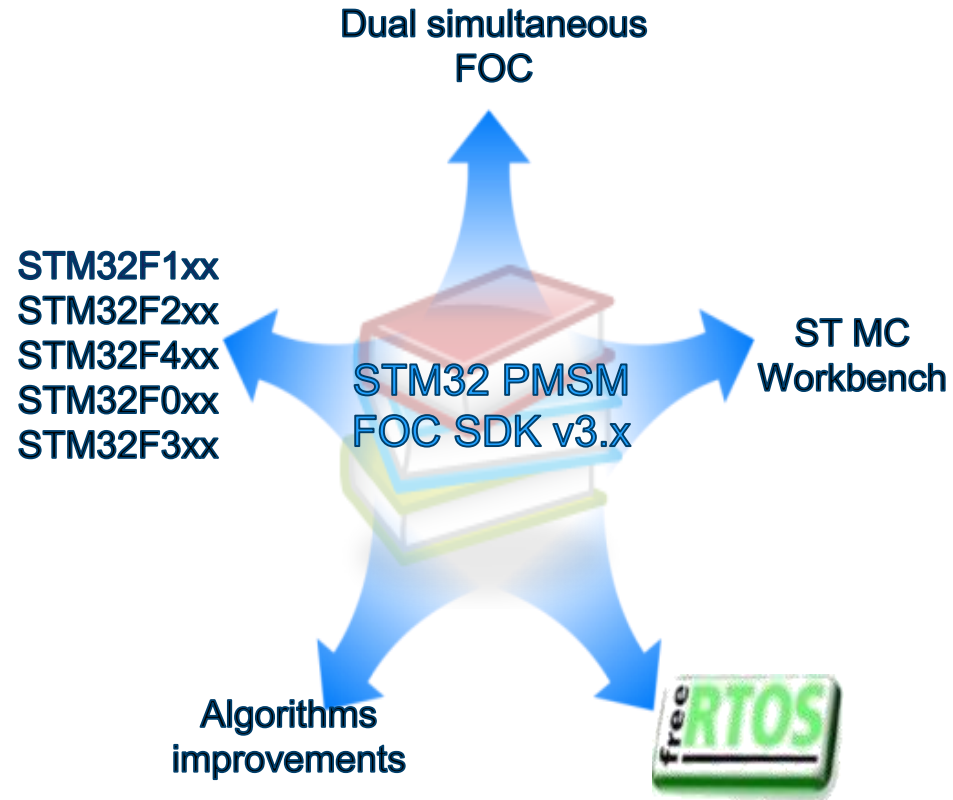 Dual simultaneous
FOC
STM32F1xx
STM32F2xx
STM32F4xx
STM32F0xx
STM32F3xx
STM32 PMSM
FOC SDK v3.x
ST MC
Workbench
Algorithms
improvements
free RTOS